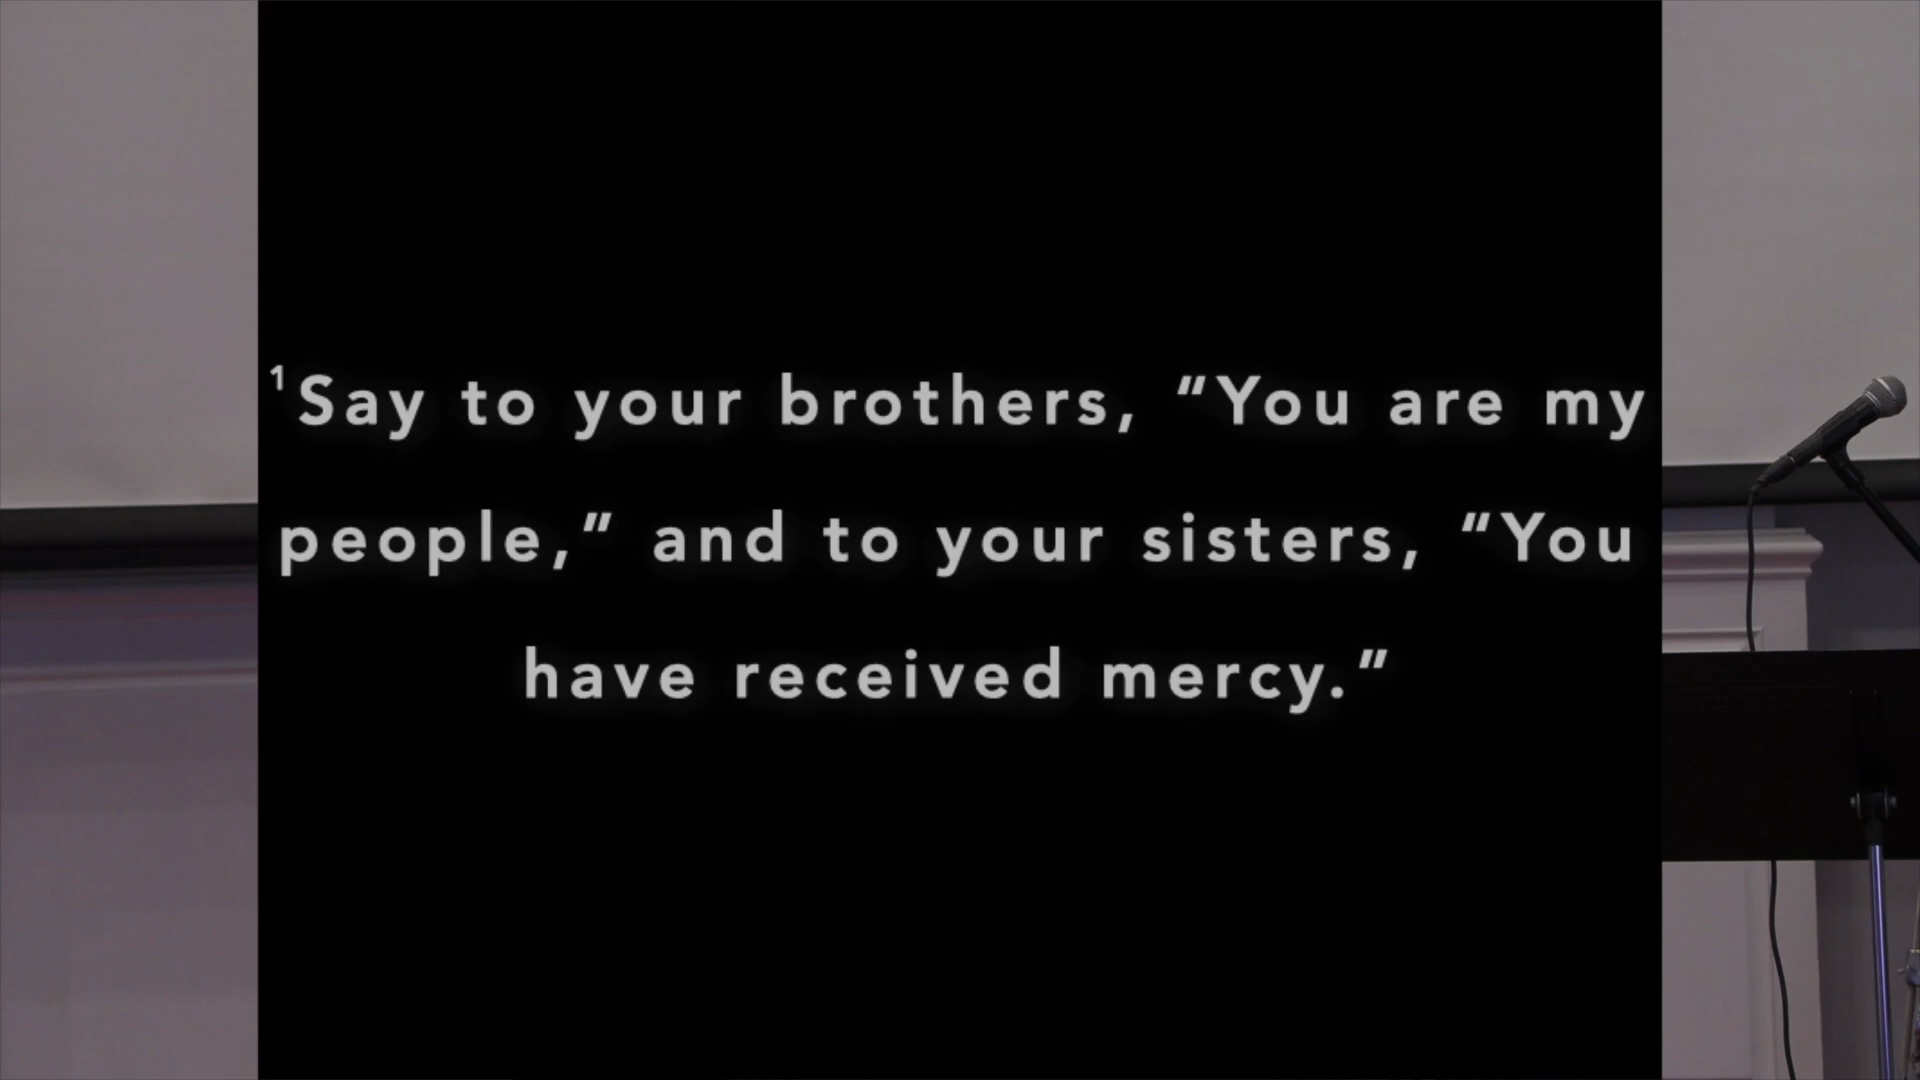 ¹Say to your brothers, “You are my
people,” and to your sisters, “You
have received mercy.”